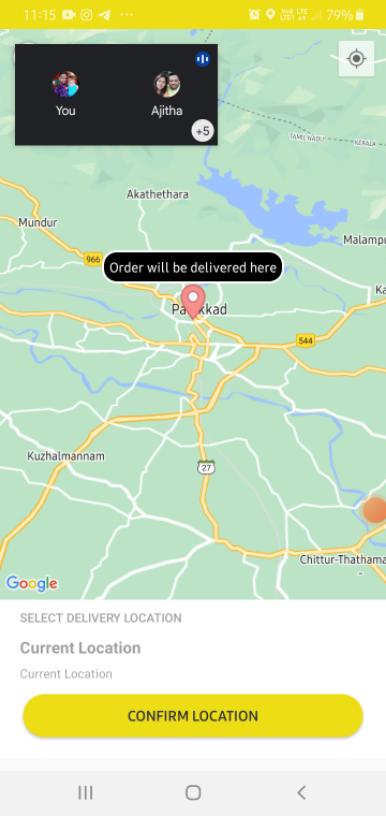 11:15
79%
You
Ajitha
+5
TAMIL NADU
KERALA
Akathethara
Mundur
Malampu
966
Order will be delivered here
Ka
Pa kkad
544
Kuzhalmannam
27
Chittur-Thathama
Google
SELECT DELIVERY LOCATION
Current Location
Current Location
CONFIRM LOCATION